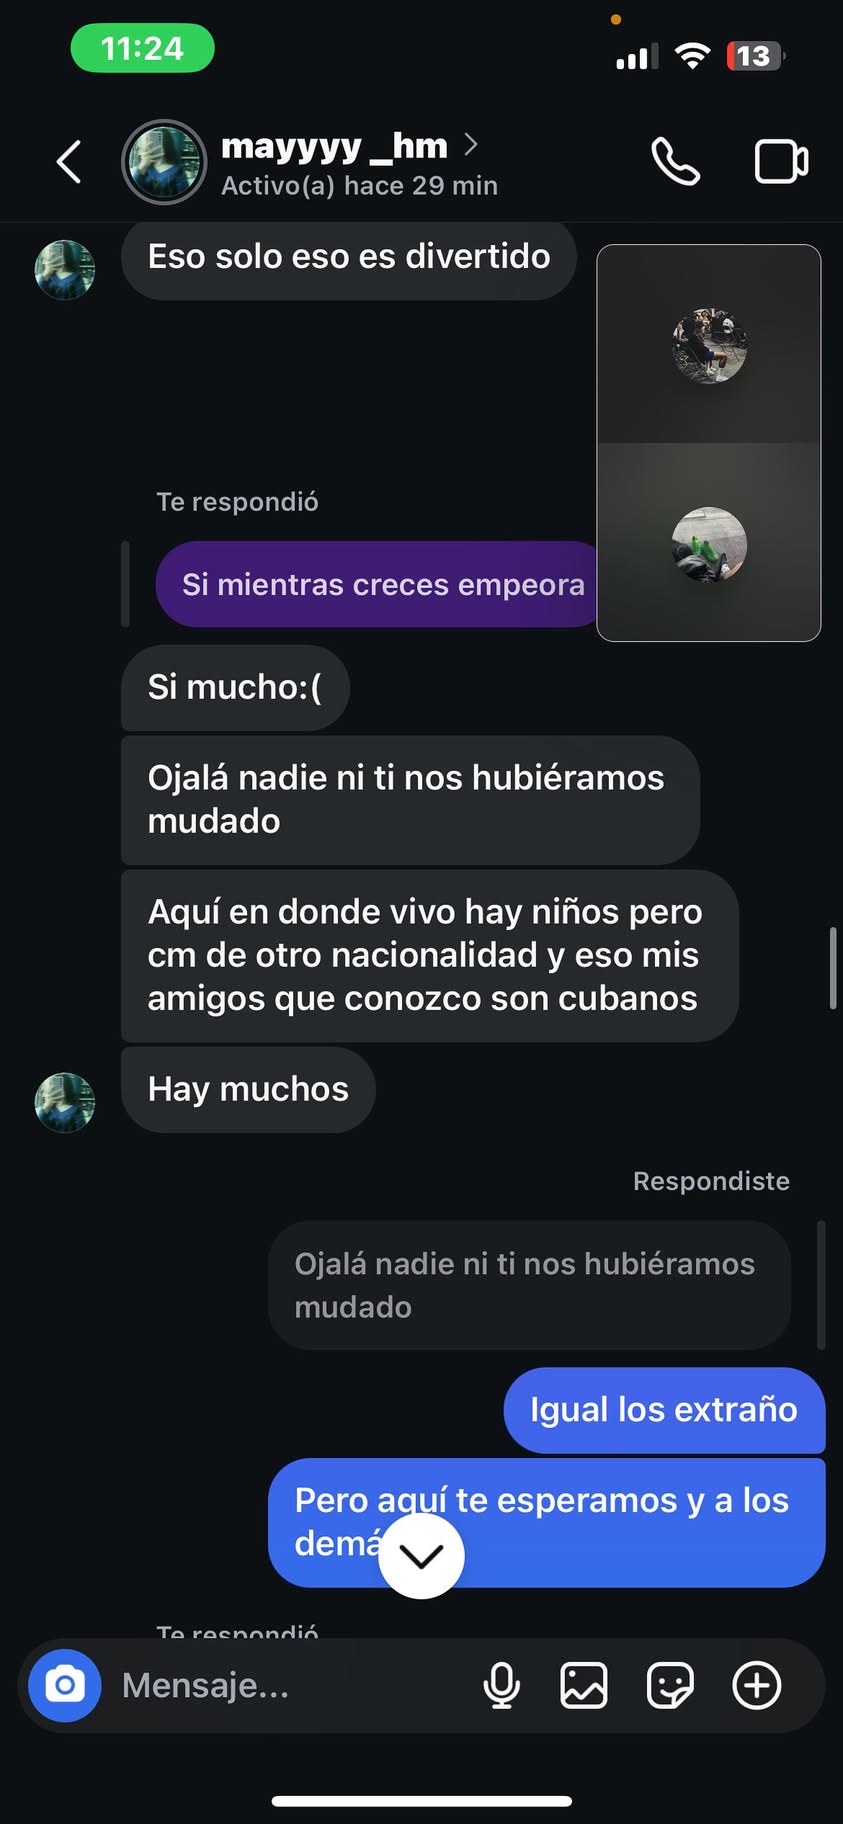 11:24
13
mayyyy _hm
Activo(a) hace 29 min
Eso solo eso es divertido
Te respondió
Si mientras creces empeora
Si mucho:(
Ojalá nadie ni ti nos hubiéramos
mudado
Aquí en donde vivo hay niños pero
cm de otro nacionalidad y eso mis
amigos que conozco son cubanos
Hay muchos
Respondiste
Ojalá nadie ni ti nos hubiéramos
mudado
Igual los extraño
Pero aquí te esperamos y a los
demá
Te respondió
Mensaje...